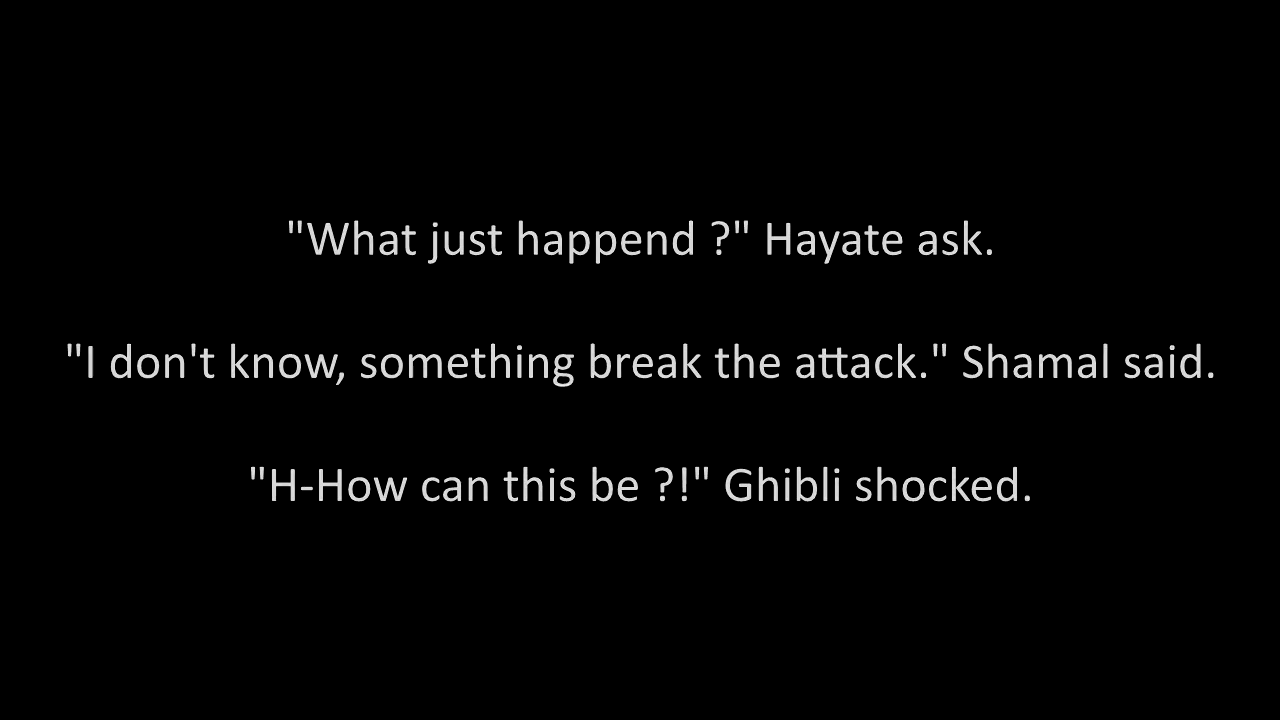 "What just happend ?" Hayate ask.
"I don't know, something break the attack." Shamal said.
"H-How can this be ?!" Ghibli shocked.